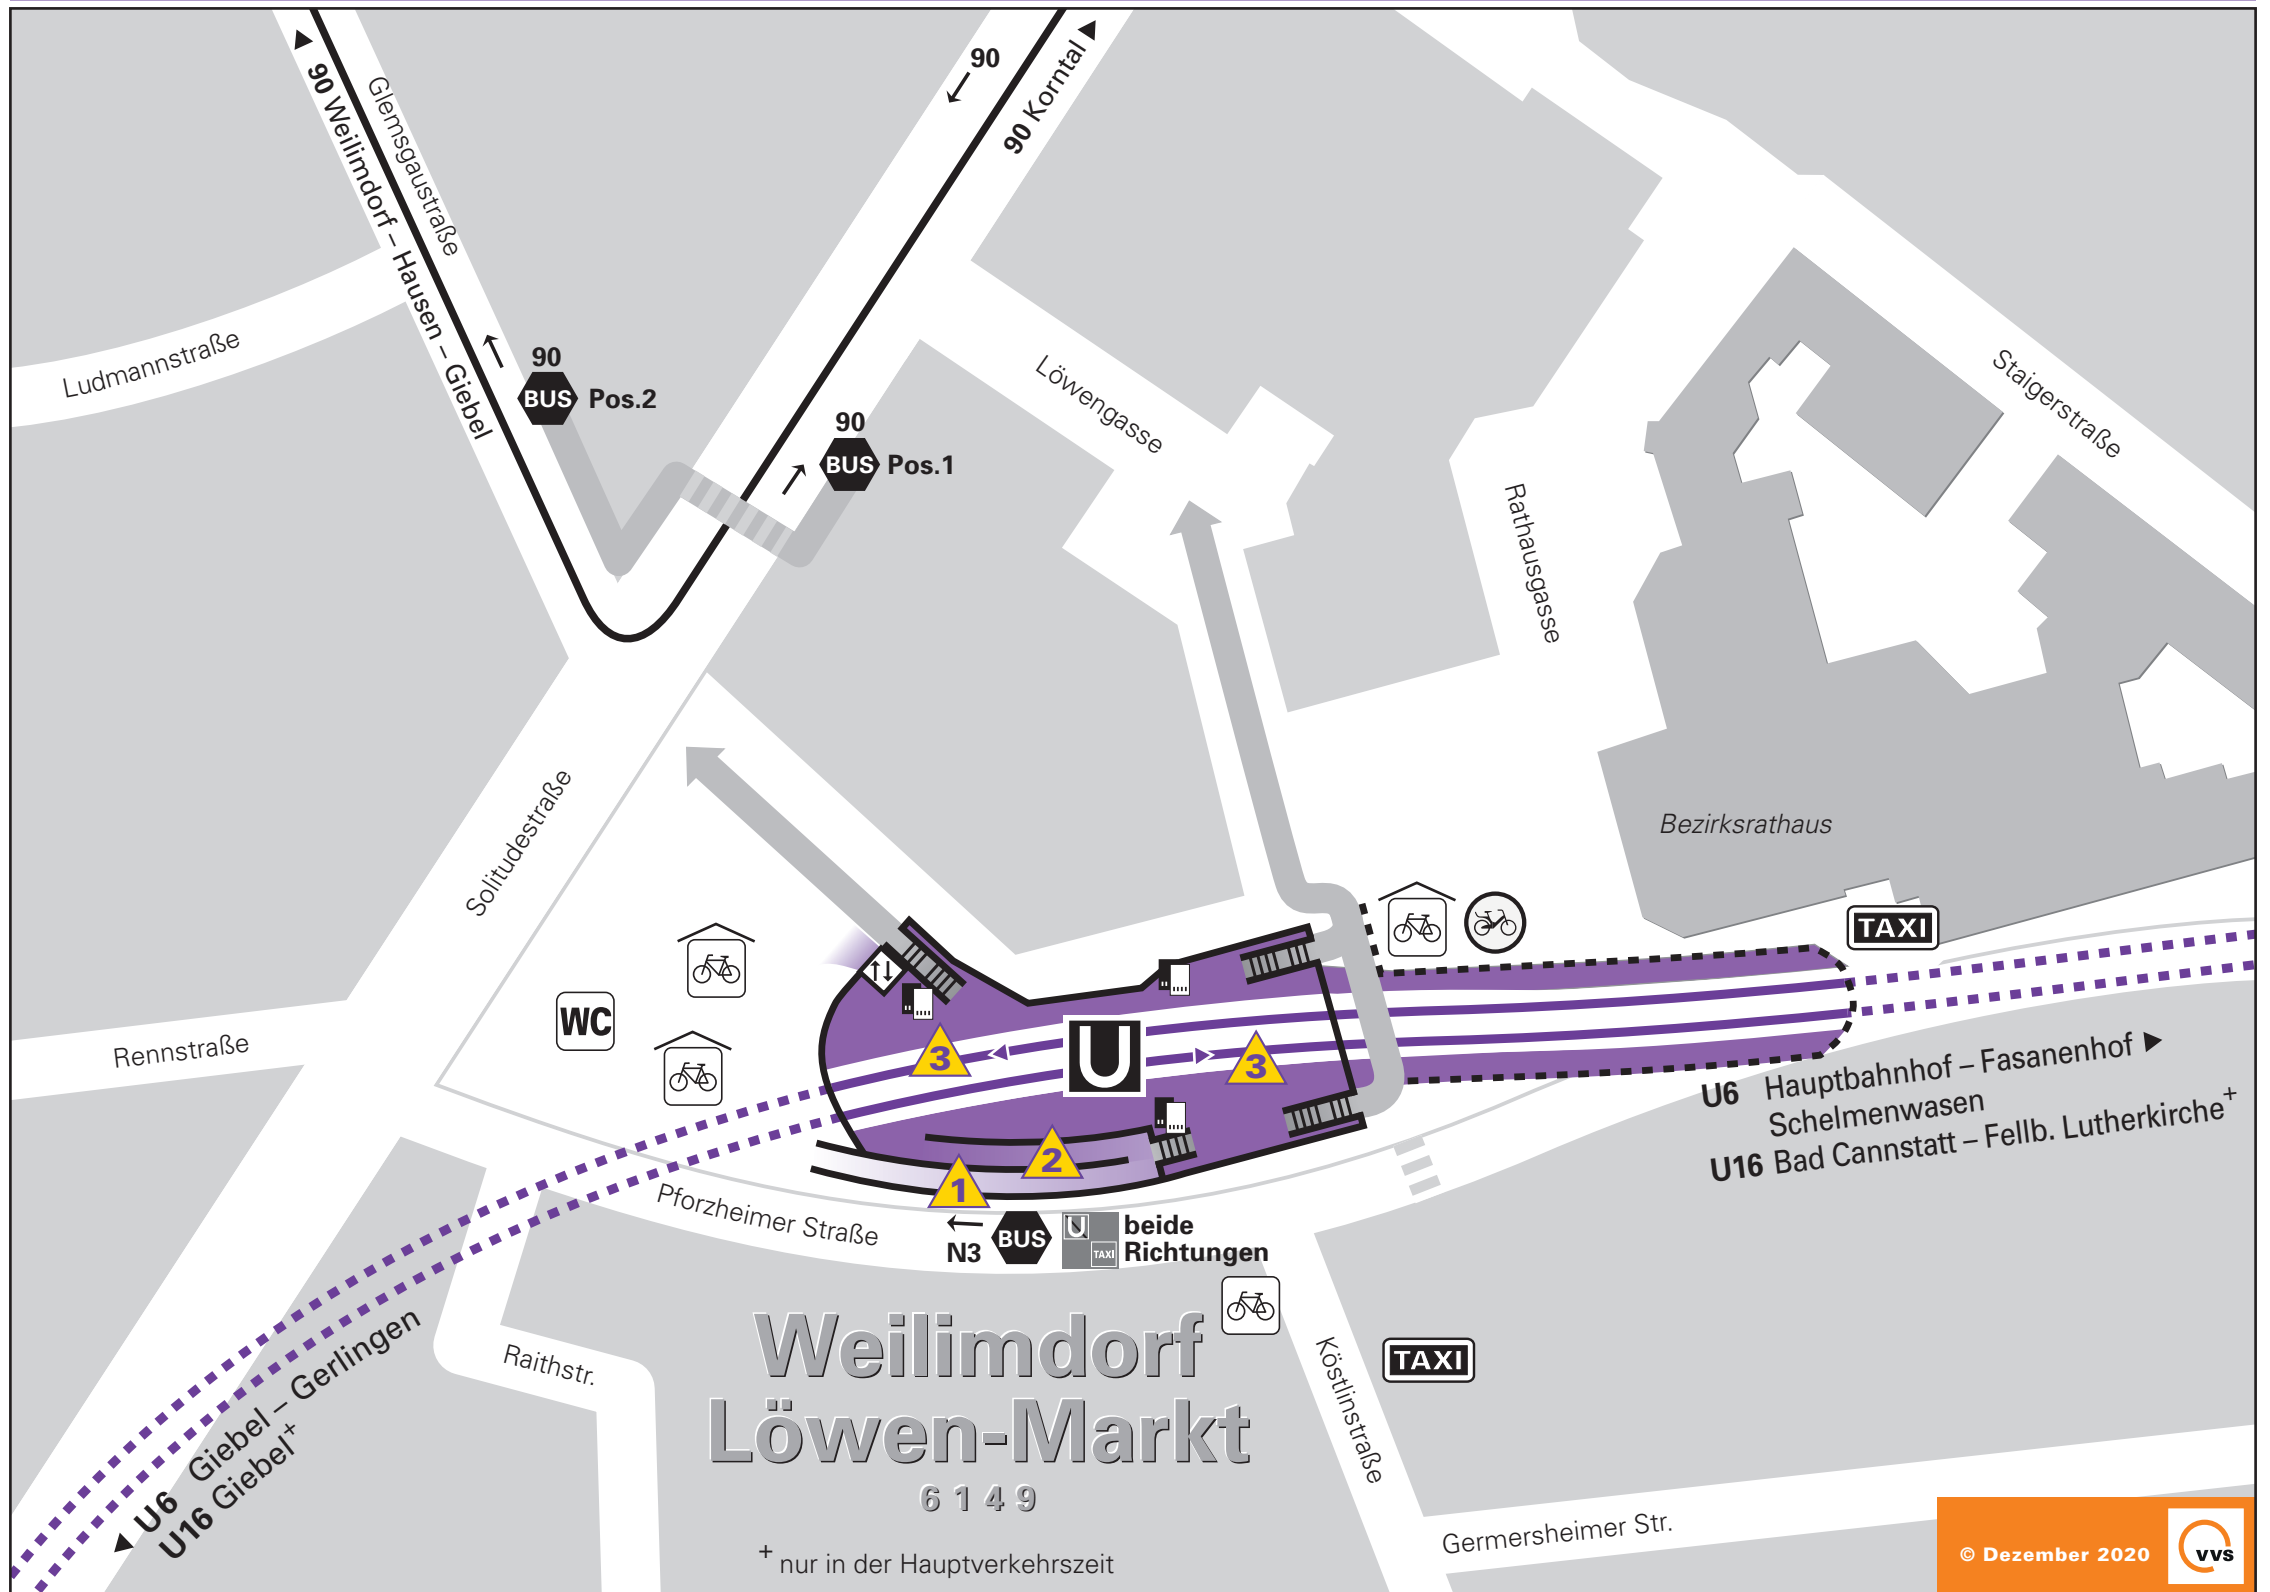 90
90 Korntal
90 Weilimdorf – Hausen – Giebel
Glemsgaustraße
Ludmannstraße
90
BUS Pos.2
90
BUS Pos.1
Löwengasse
Staigerstraße
Rathausgasse
Solitudestraße
Bezirksrathaus
TAXI
WC
Rennstraße
3
U
3
2
1
U6 Hauptbahnhof – Fasanenhof
Schelmenwasen
U16 Bad Cannstatt – Fellb. Lutherkirche+
Pforzheimer Straße
N3 BUS
U
TAXI
beide
Richtungen
Raithstr.
Köstlinstraße
TAXI
U6 Giebel – Gerlingen
U16 Giebel+
Weilimdorf
Löwen-Markt
6149
+ nur in der Hauptverkehrszeit
Germersheimer Str.
© Dezember 2020
vvs